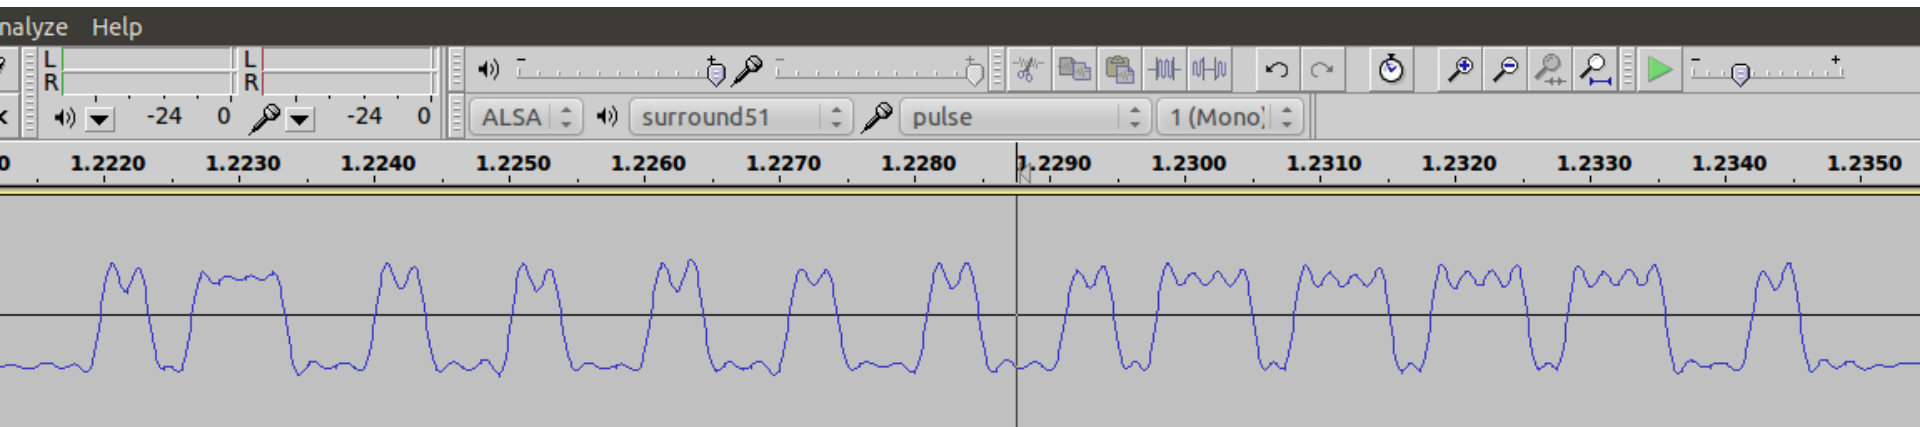 nalyze Help
L L
R R
-24 0 -24 0 ALSA surround51 pulse 1 (Mono)
0 1.2220 1.2230 1.2240 1.2250 1.2260 1.2270 1.2280 1.2290 1.2300 1.2310 1.2320 1.2330 1.2340 1.2350